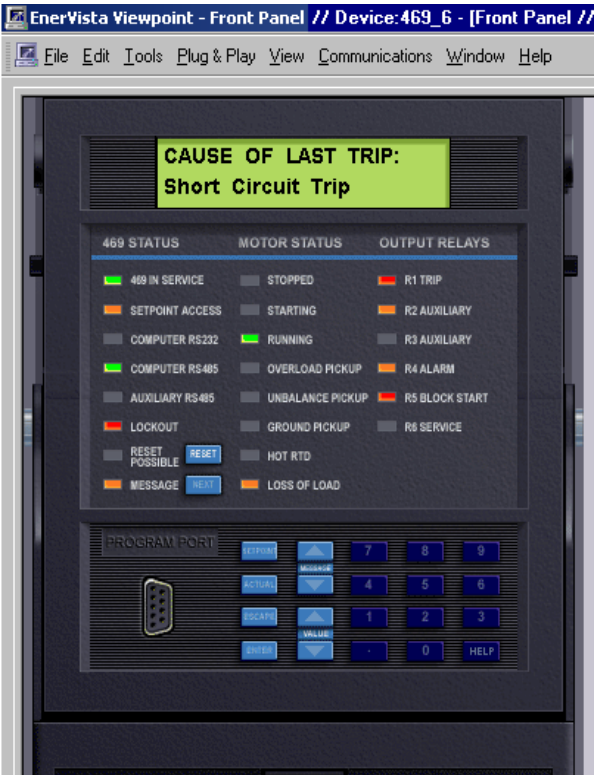 EnerVista Viewpoint - Front Panel // Device:469_6 - [Front Panel //
File Edit Tools Plug & Play View Communications Window Help
CAUSE OF LAST TRIP:
Short Circuit Trip
469 STATUS MOTOR STATUS OUTPUT RELAYS
469 IN SERVICE STOPPED R1 TRIP
SETPOINT ACCESS STARTING R2 AUXILIARY
COMPUTER RS232 RUNNING R3 AUXILIARY
COMPUTER RS485 OVERLOAD PICKUP R4 ALARM
AUXILIARY RS485 UNBALANCE PICKUP R5 BLOCK START
LOCKOUT GROUND PICKUP R6 SERVICE
RESET POSSIBLE RESET HOT RTD
MESSAGE NEXT LOSS OF LOAD
PROGRAM PORT
SETPOINT 7 8 9
MESSAGE
ACTUAL 4 5 6
ESCAPE 1 2 3
VALUE
ENTER . 0 HELP